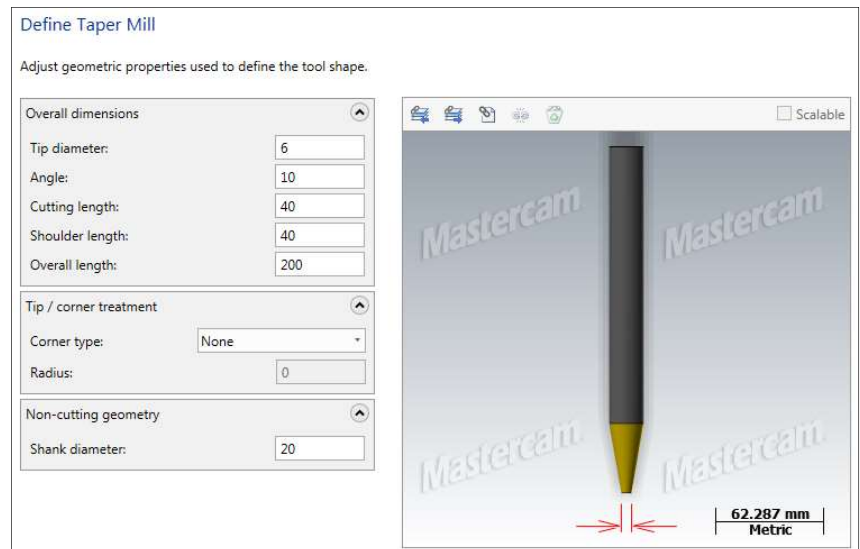 Define Taper Mill
Adjust geometric properties used to define the tool shape.
Overall dimensions
Tip diameter: 6
Angle: 10
Cutting length: 40
Shoulder length: 40
Overall length: 200
Tip / corner treatment
Corner type: None
Radius: 0
Non-cutting geometry
Shank diameter: 20
Scalable
Mastercam Mastercam
Mastercam Mastercam
62.287 mm
Metric